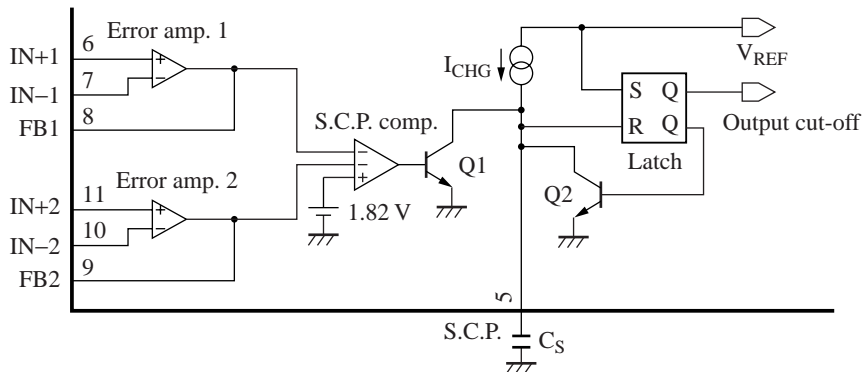 Error amp. 1
IN+1 6
IN−1 7
FB1 8
I_CHG
V_REF
S Q
R Q
Latch
Output cut-off
S.C.P. comp.
Q1
Q2
1.82 V
Error amp. 2
IN+2 11
IN−2 10
FB2 9
5
S.C.P.
C_S